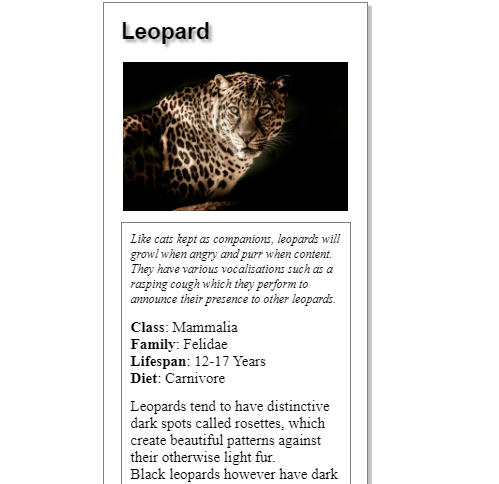 Leopard
Like cats kept as companions, leopards will
growl when angry and purr when content.
They have various vocalisations such as a
rasping cough which they perform to
announce their presence to other leopards.
Class: Mammalia
Family: Felidae
Lifespan: 12-17 Years
Diet: Carnivore
Leopards tend to have distinctive
dark spots called rosettes, which
create beautiful patterns against
their otherwise light fur.
Black leopards however have dark